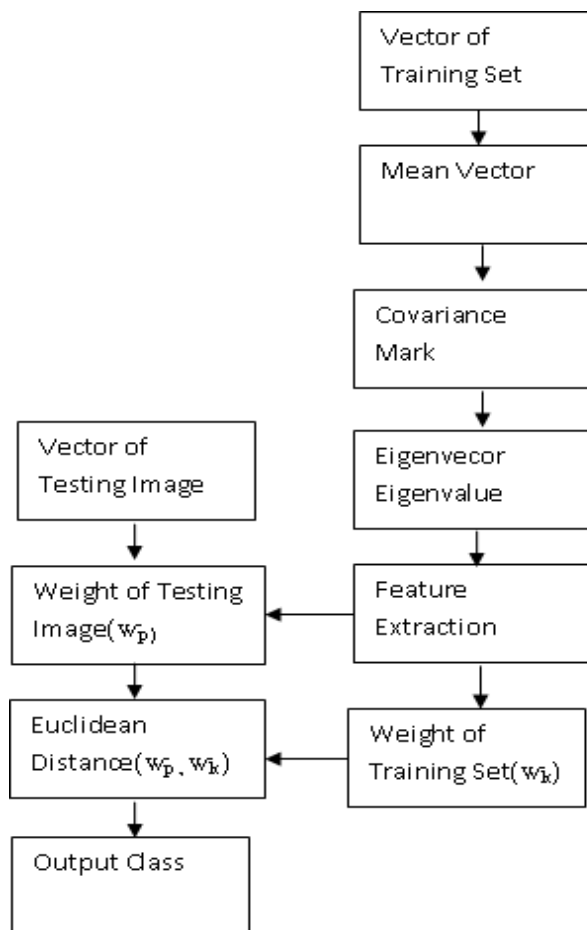 Vector of
Training Set
Mean Vector
Covariance
Mark
Eigenvecor
Eigenvalue
Feature
Extraction
Weight of
Training Set(wk)
Vector of
Testing Image
Weight of Testing
Image(wp)
Euclidean
Distance(wp, wk)
Output Class